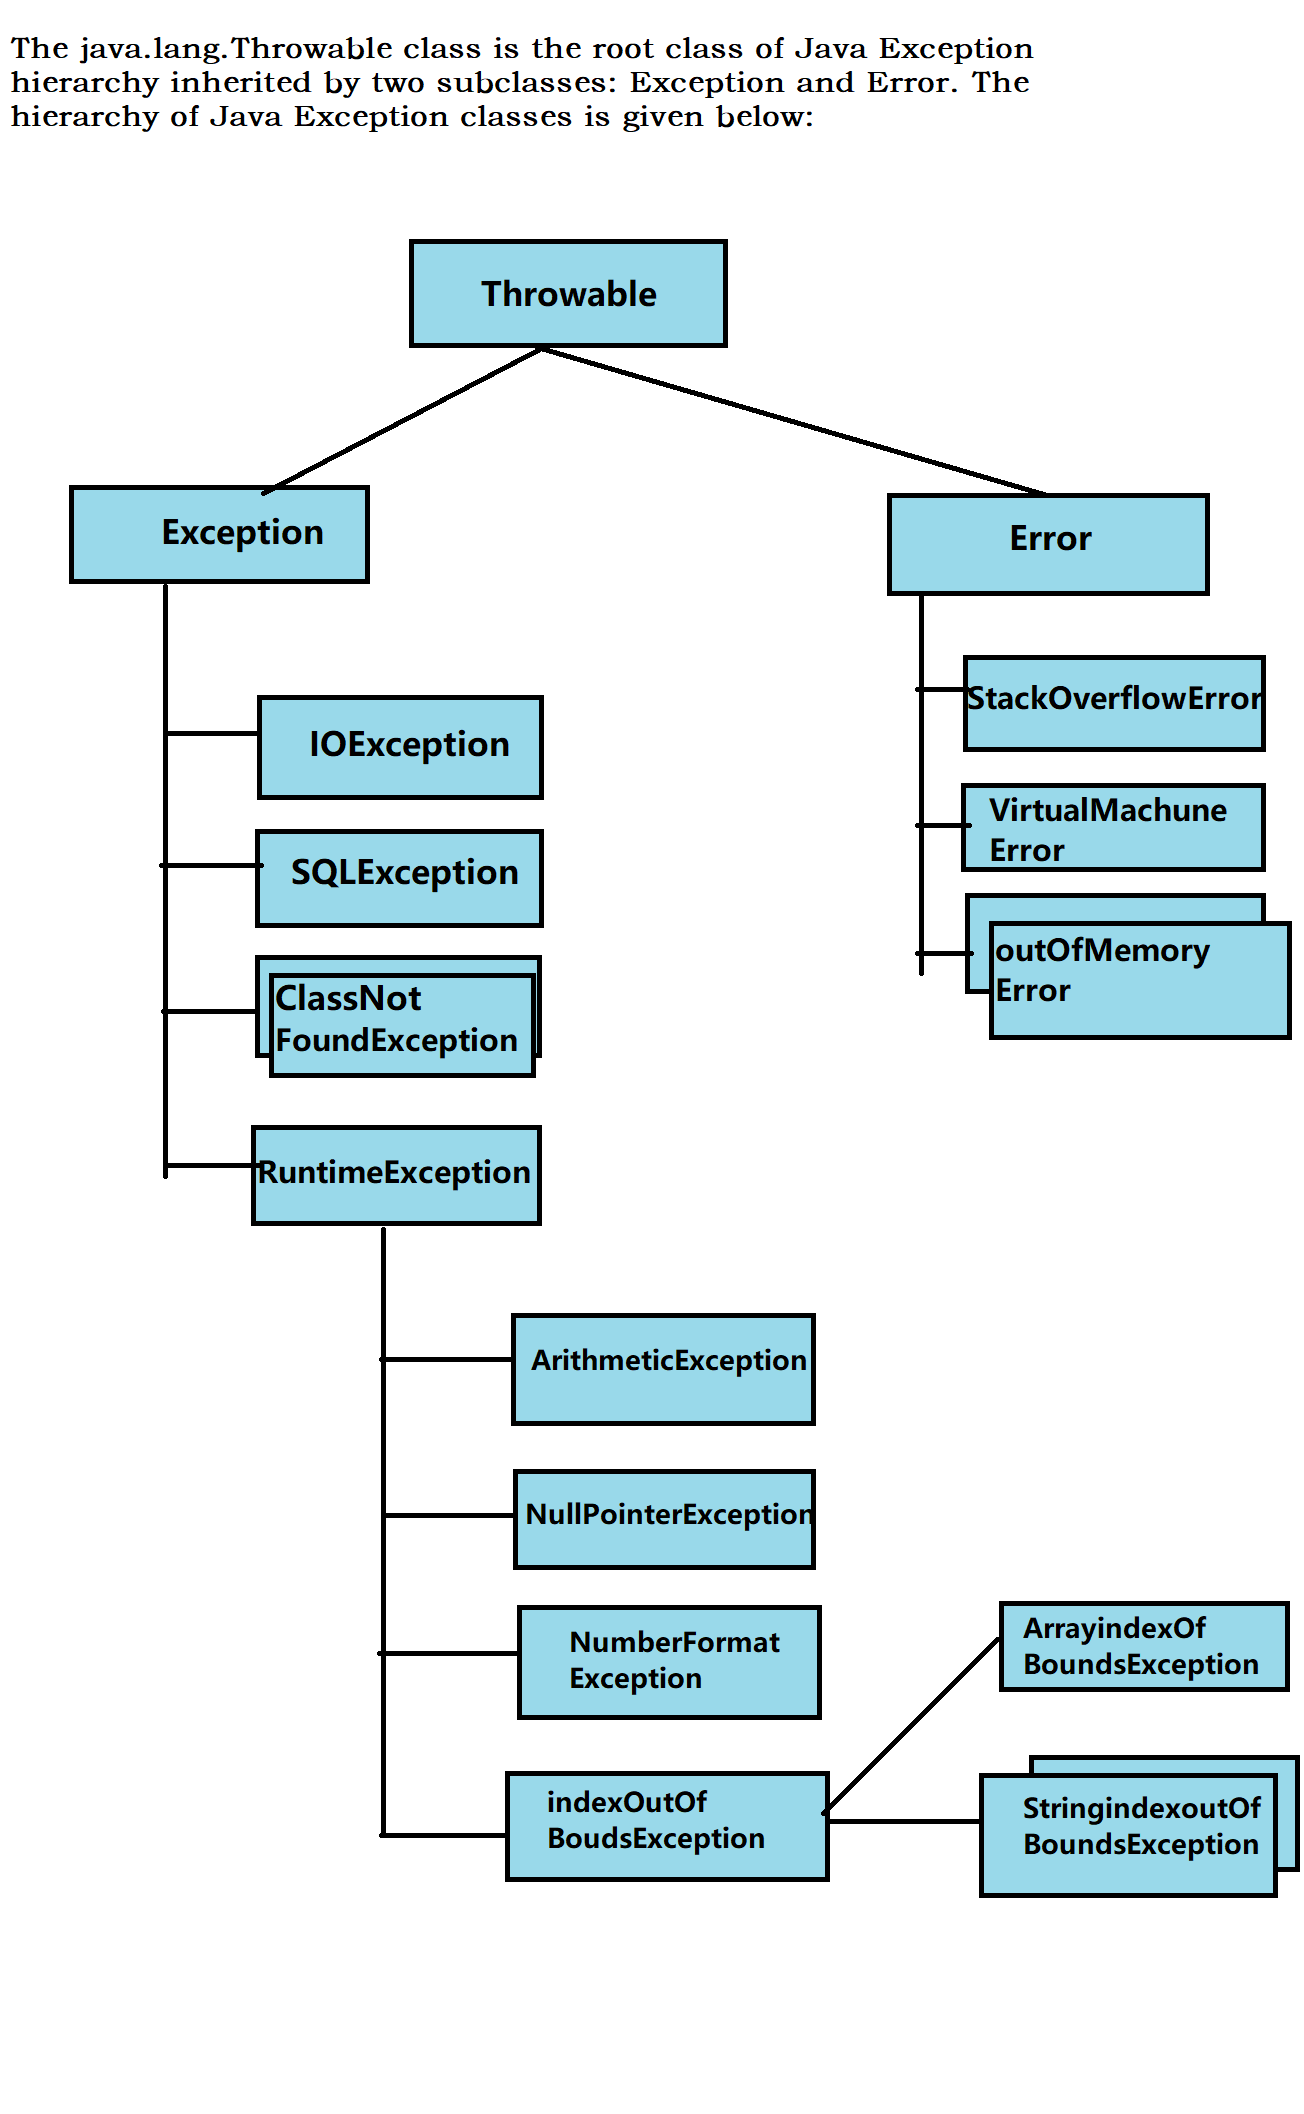 The java.lang.Throwable class is the root class of Java Exception
hierarchy inherited by two subclasses: Exception and Error. The
hierarchy of Java Exception classes is given below:
Throwable
Exception
Error
IOException
SQLException
ClassNot
FoundException
RuntimeException
StackOverflowError
VirtualMachune
Error
outOfMemory
Error
ArithmeticException
NullPointerException
NumberFormat
Exception
indexOutOf
BoudsException
ArrayindexOf
BoundsException
StringindexoutOf
BoundsException